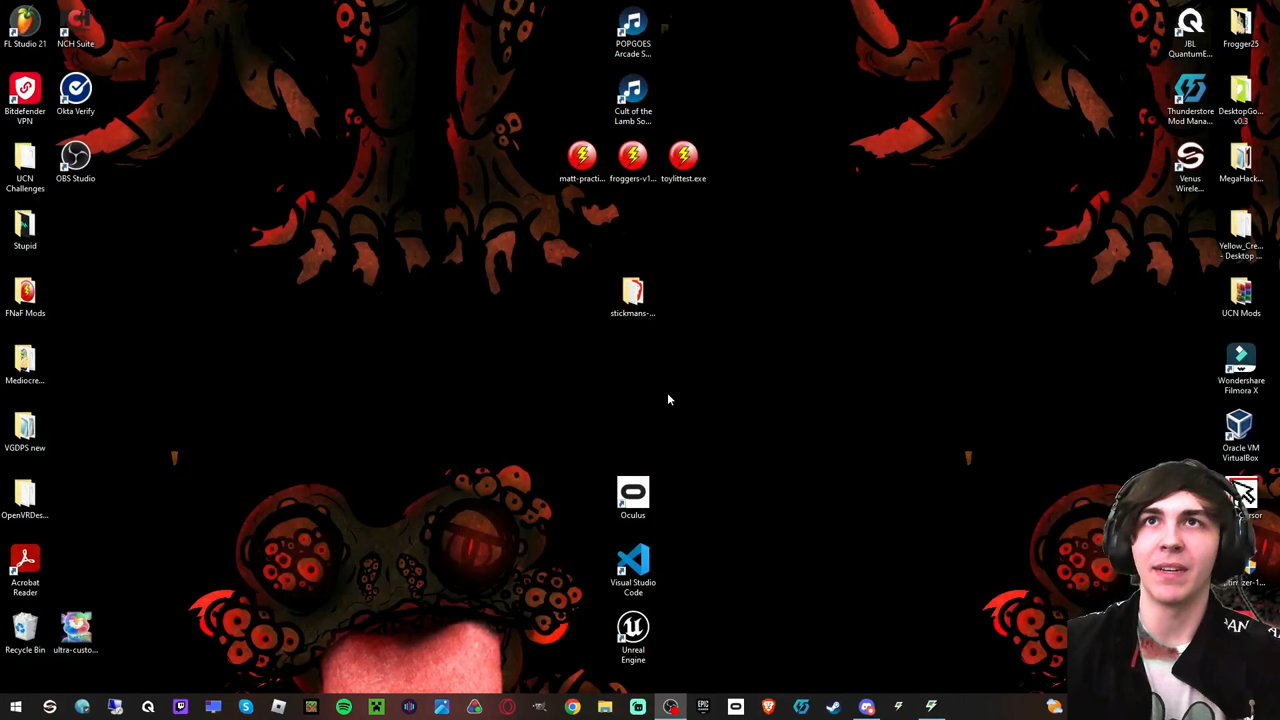 FL Studio 21
NCH Suite
Bitdefender
VPN
Okta Verify
UCN
Challenges
OBS Studio
Stupid
FNaF Mods
Mediocre...
VGDPS new
OpenVRDes...
Acrobat
Reader
Recycle Bin
ultra-custo...
POPGOES
Arcade S...
Cult of the
Lamb So...
matt-practi...
froggers-v1...
toylittest.exe
stickmans-...
Oculus
Visual Studio
Code
Unreal
Engine
JBL
QuantumE...
Frogger25
Thunderstore
Mod Mana...
DesktopGo...
v0.3
Venus
Wirele...
MegaHack...
Yellow_Cre...
- Desktop ...
UCN Mods
Wondershare
Filmora X
Oracle VM
VirtualBox